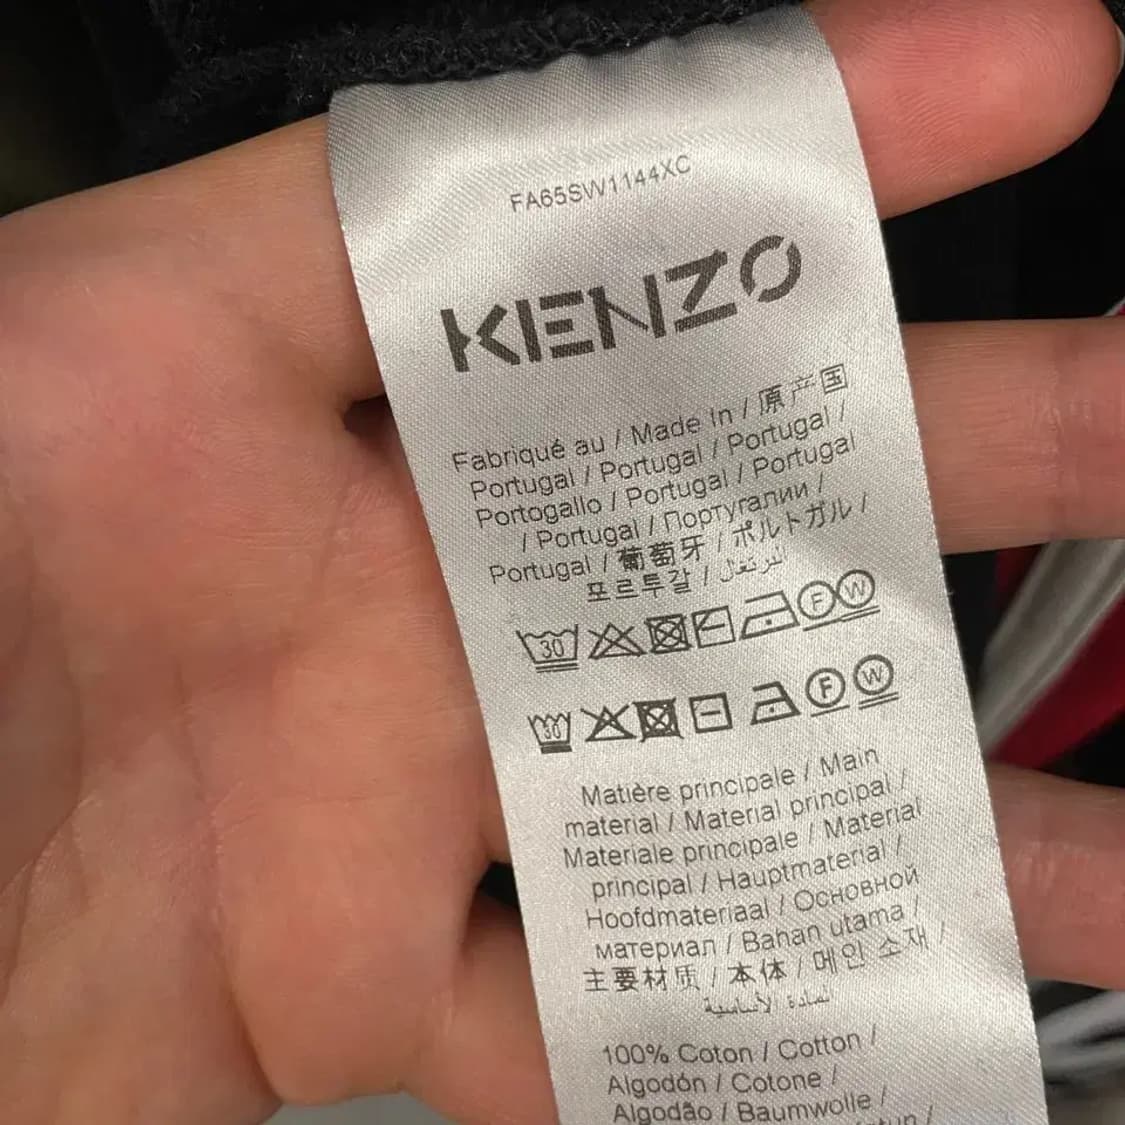 FA65SW1144XC
KENZO
Fabriqué au / Made In / 原产国
Portugal / Portugal / Portugal /
Portogallo / Portugal / Portugal
/ Portugal / Португалии /
Portugal / 葡萄牙 / ポルトガル /
포르투갈 / البرتغال
30 F W
30 F W
Matière principale / Main
material / Material principal /
Materiale principale / Material
principal / Hauptmaterial /
Hoofdmateriaal / Основной
материал / Bahan utama /
主要材质 / 本体 / 메인 소재 /
المادة الأساسية
100% Coton / Cotton /
Algodón / Cotone /
Algodão / Baumwolle /